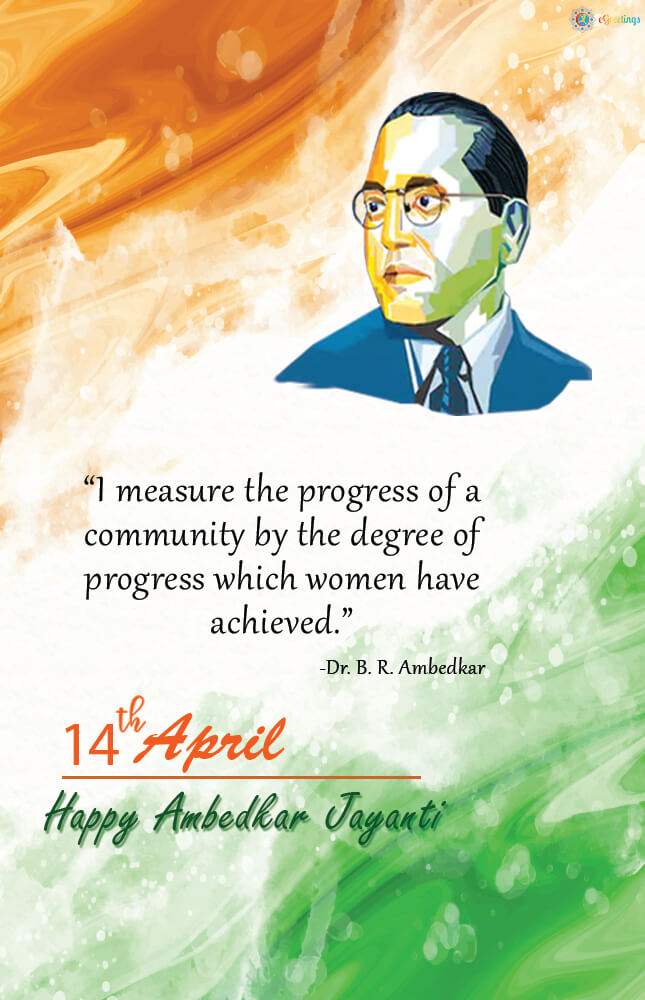 eGreetings
“I measure the progress of a
community by the degree of
progress which women have
achieved.”
-Dr. B. R. Ambedkar
14th April
Happy Ambedkar Jayanti